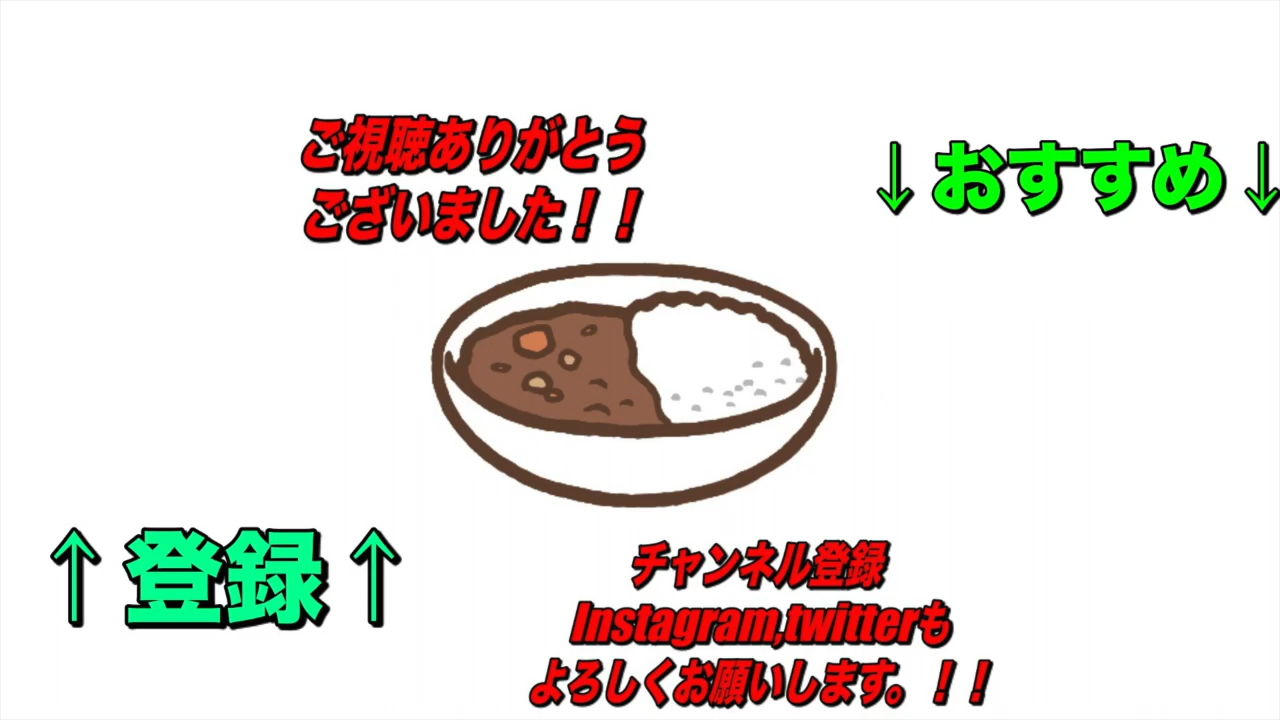 ご視聴ありがとう
ございました！！
↓おすすめ↓
↑登録↑
チャンネル登録
Instagram,twitterも
よろしくお願いします。！！